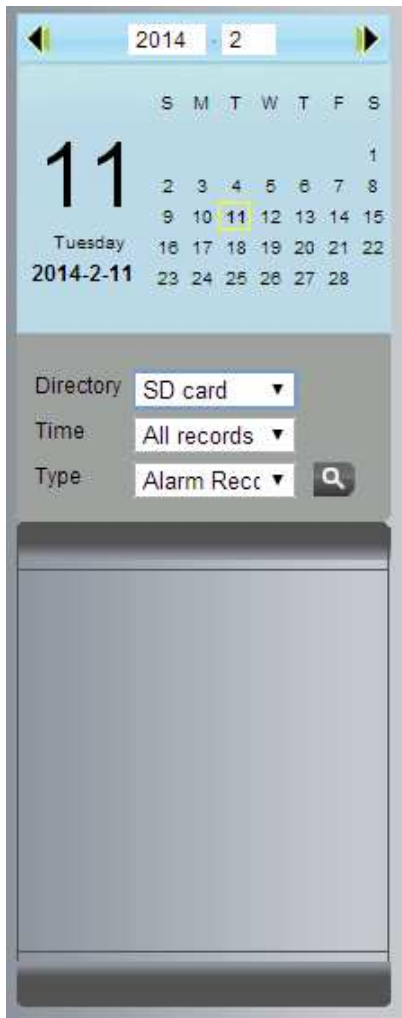 2014 - 2
S M T W T F S
1
2 3 4 5 6 7 8
9 10 11 12 13 14 15
16 17 18 19 20 21 22
23 24 25 26 27 28
11
Tuesday
2014-2-11
Directory SD card
Time All records
Type Alarm Recc